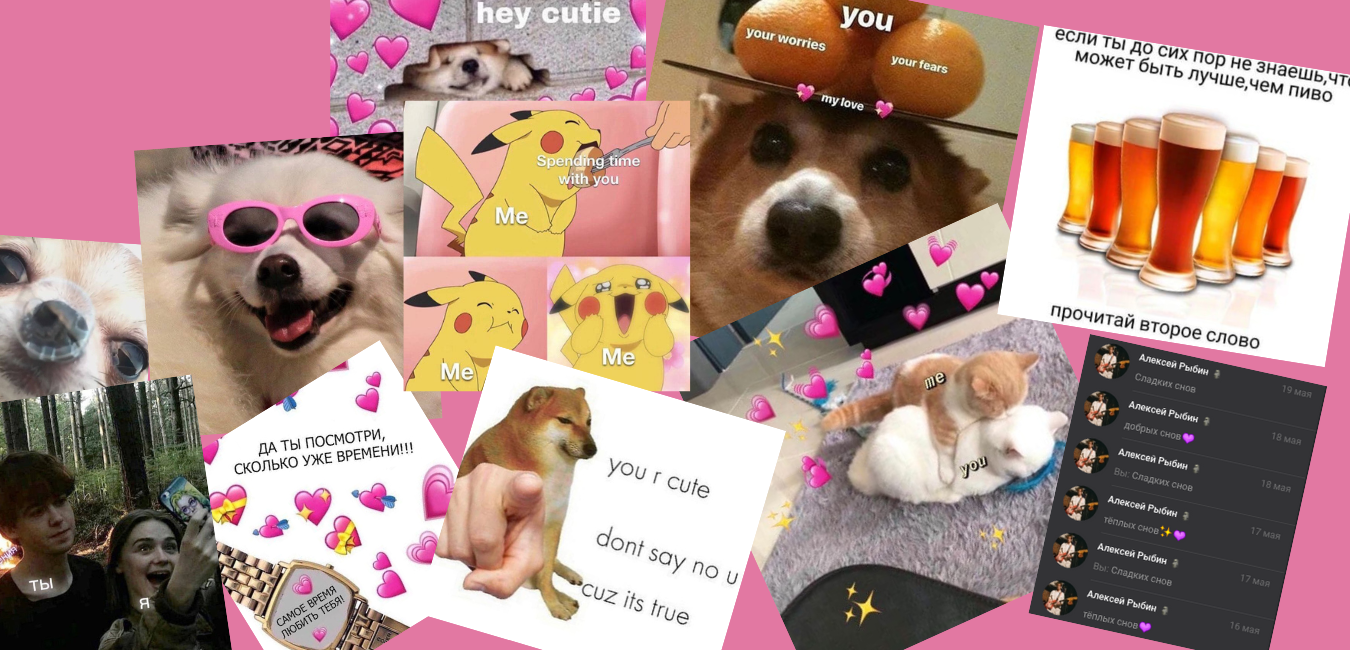 hey cutie
you
your worries
your fears
my love
если ты до сих пор не знаешь,что
может быть лучше,чем пиво
прочитай второе слово
Spending time
with you
Me
Me
Me
ДА ТЫ ПОСМОТРИ,
СКОЛЬКО УЖЕ ВРЕМЕНИ!!!
САМОЕ ВРЕМЯ
ЛЮБИТЬ ТЕБЯ!
ты
я
you r cute
dont say no u
cuz its true
me
you
Алексей Рыбин
Сладких снов
19 мая
Алексей Рыбин
добрых снов💜
18 мая
Алексей Рыбин
Вы: Сладких снов
18 мая
Алексей Рыбин
тёплых снов✨💜
17 мая
Алексей Рыбин
Вы: Сладких снов
17 мая
Алексей Рыбин
тёплых снов💜
16 мая